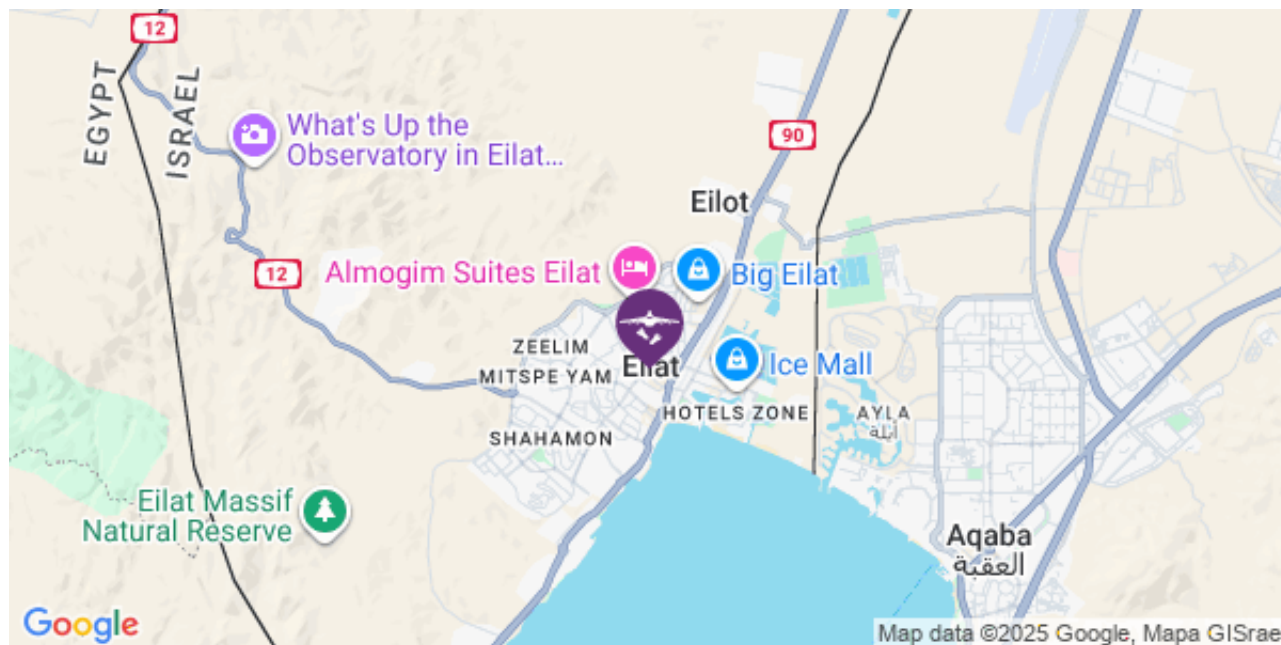 12
EGYPT
ISRAEL
What's Up the
Observatory in Eilat...
90
Eilot
12
Almogim Suites Eilat
Big Eilat
ZEELIM
Eilat
Ice Mall
MITSPE YAM
HOTELS ZONE
AYLA
أيلة
SHAHAMON
Eilat Massif
Natural Reserve
Aqaba
العقبة
Google
Map data ©2025 Google, Mapa GISrae